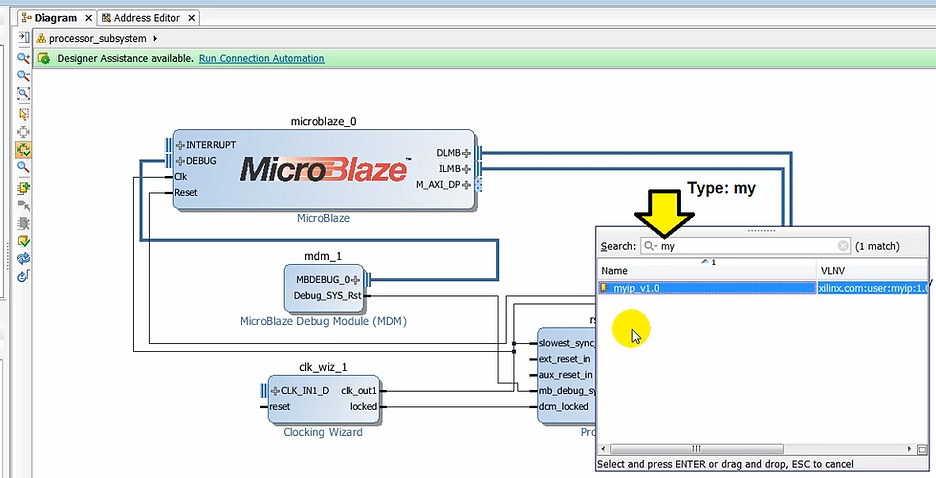 Diagram × Address Editor ×
processor_subsystem
Designer Assistance available. Run Connection Automation
microblaze_0
INTERRUPT
DEBUG
Clk
Reset
MicroBlaze™
DLMB
ILMB
M_AXI_DP
MicroBlaze
Type: my
Search: my (1 match)
1
Name VLNV
myip_v1.0 xilinx.com:user:myip:1.0
mdm_1
MBDEBUG_0
Debug_SYS_Rst
MicroBlaze Debug Module (MDM)
clk_wiz_1
CLK_IN1_D clk_out1
reset locked
Clocking Wizard
slowest_sync_
ext_reset_in
aux_reset_in
mb_debug_sy
dcm_locked
Pro
Select and press ENTER or drag and drop, ESC to cancel